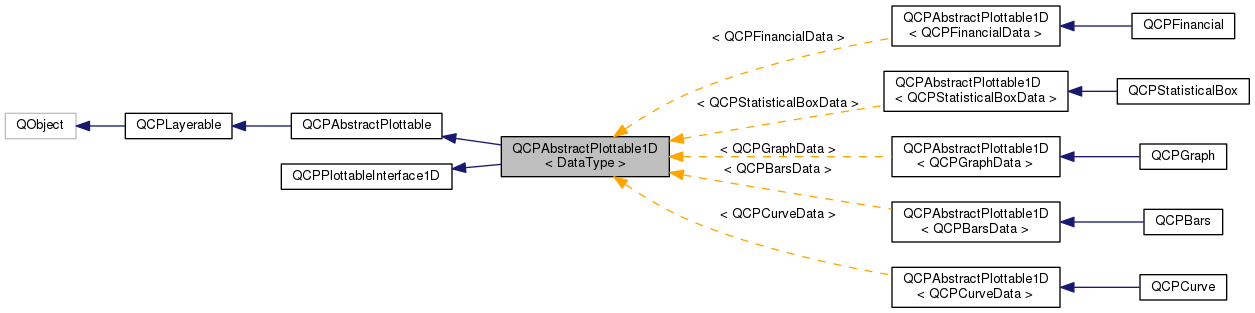 QObject
QCPLayerable
QCPAbstractPlottable
QCPPlottableInterface1D
QCPAbstractPlottable1D
< DataType >
< QCPFinancialData >
< QCPStatisticalBoxData >
< QCPGraphData >
< QCPBarsData >
< QCPCurveData >
QCPAbstractPlottable1D
< QCPFinancialData >
QCPFinancial
QCPAbstractPlottable1D
< QCPStatisticalBoxData >
QCPStatisticalBox
QCPAbstractPlottable1D
< QCPGraphData >
QCPGraph
QCPAbstractPlottable1D
< QCPBarsData >
QCPBars
QCPAbstractPlottable1D
< QCPCurveData >
QCPCurve